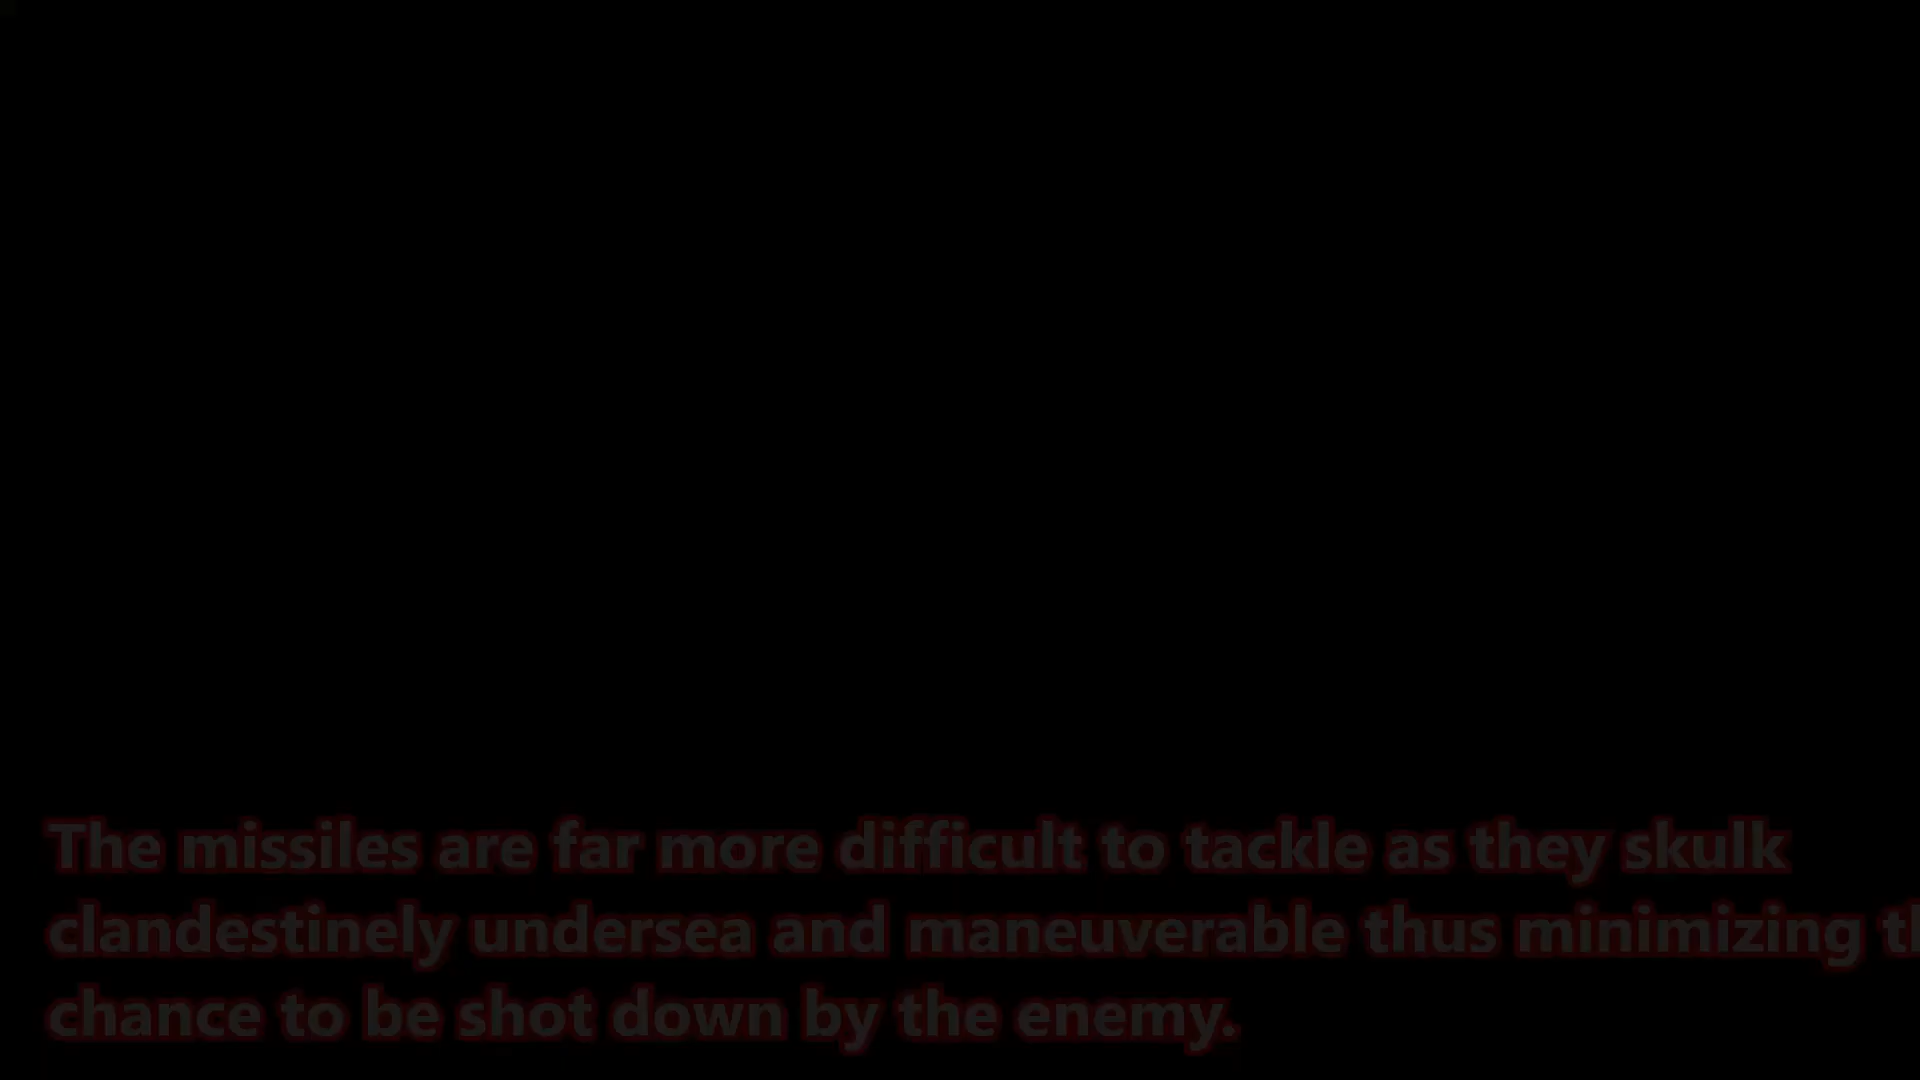 The missiles are far more difficult to tackle as they skulk
clandestinely undersea and maneuverable thus minimizing
chance to be shot down by the enemy.